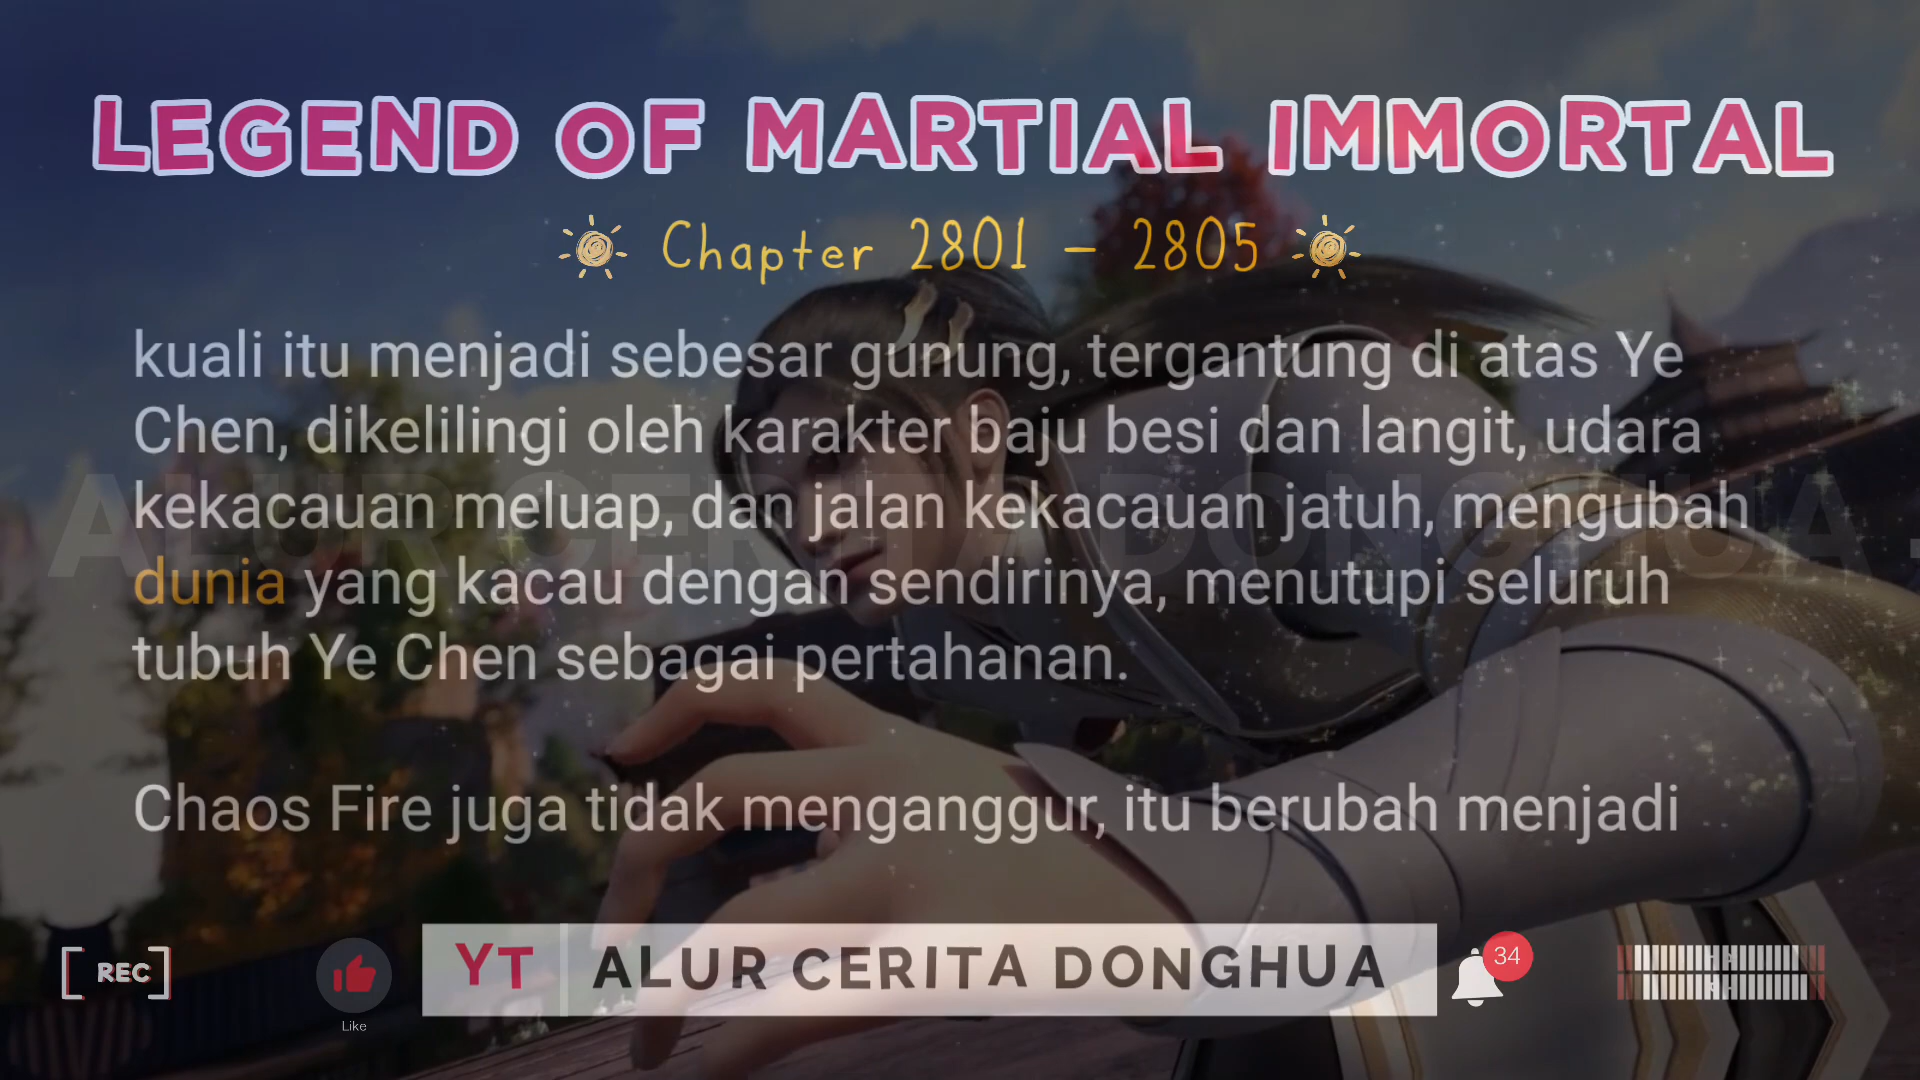 LEGEND OF MARTIAL IMMORTAL
Chapter 2801 - 2805
kuali itu menjadi sebesar gunung, tergantung di atas Ye
Chen, dikelilingi oleh karakter baju besi dan langit, udara
kekacauan meluap, dan jalan kekacauan jatuh, mengubah
dunia yang kacau dengan sendirinya, menutupi seluruh
tubuh Ye Chen sebagai pertahanan.
Chaos Fire juga tidak menganggur, itu berubah menjadi
ALUR CERITA DONGHUA
REC
Like
YT ALUR CERITA DONGHUA
34